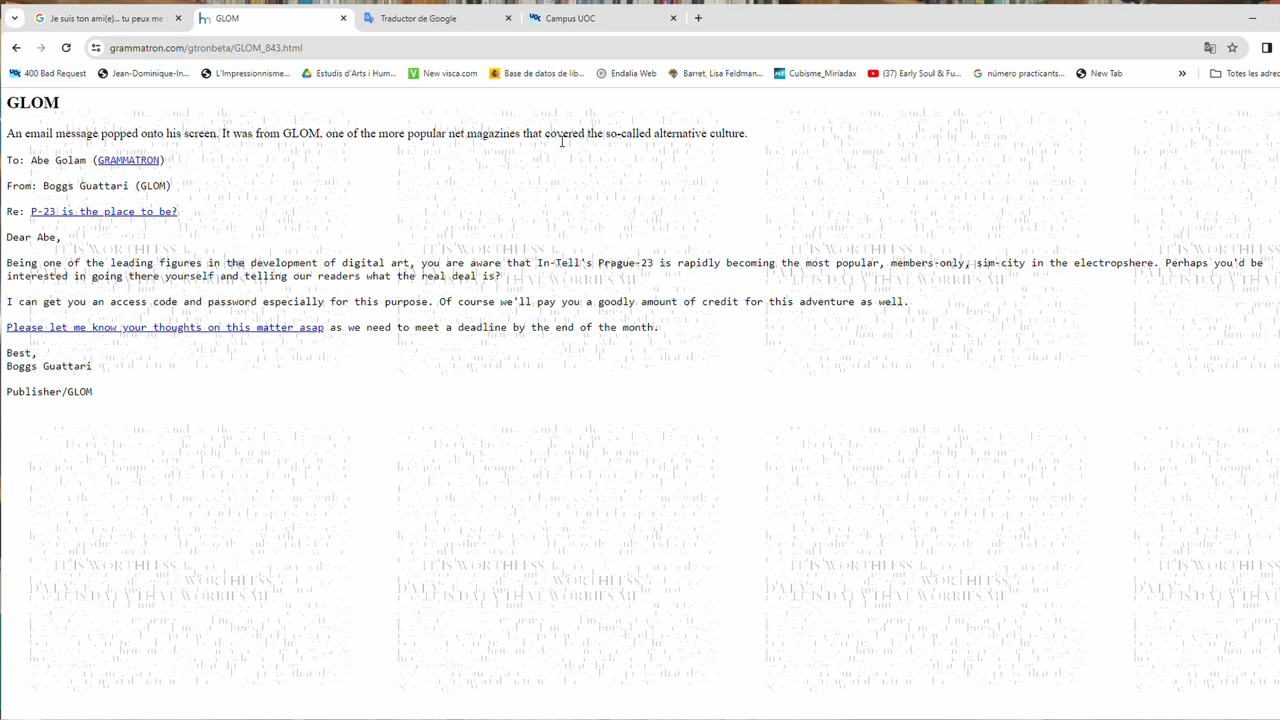 Je suis ton ami(e)... tu peux me
GLOM
Traductor de Google
Campus UOC
grammatron.com/gtronbeta/GLOM_843.html
400 Bad Request
Jean-Dominique-In...
L'Impressionnisme...
Estudis d'Arts i Hum...
New visca.com
Base de datos de lib...
Endalia Web
Barret, Lisa Feldman...
Cubisme_Miríadax
(37) Early Soul & Fu...
número practicants...
New Tab
Totes les adrec
GLOM
An email message popped onto his screen. It was from GLOM, one of the more popular net magazines that covered the so-called alternative culture.
To: Abe Golam (GRAMMATRON)
From: Boggs Guattari (GLOM)
Re: P-23 is the place to be?
Dear Abe,
Being one of the leading figures in the development of digital art, you are aware that In-Tell's Prague-23 is rapidly becoming the most popular, members-only, sim-city in the electropshere. Perhaps you'd be
interested in going there yourself and telling our readers what the real deal is?
I can get you an access code and password especially for this purpose. Of course we'll pay you a goodly amount of credit for this adventure as well.
Please let me know your thoughts on this matter asap as we need to meet a deadline by the end of the month.
Best,
Boggs Guattari
Publisher/GLOM